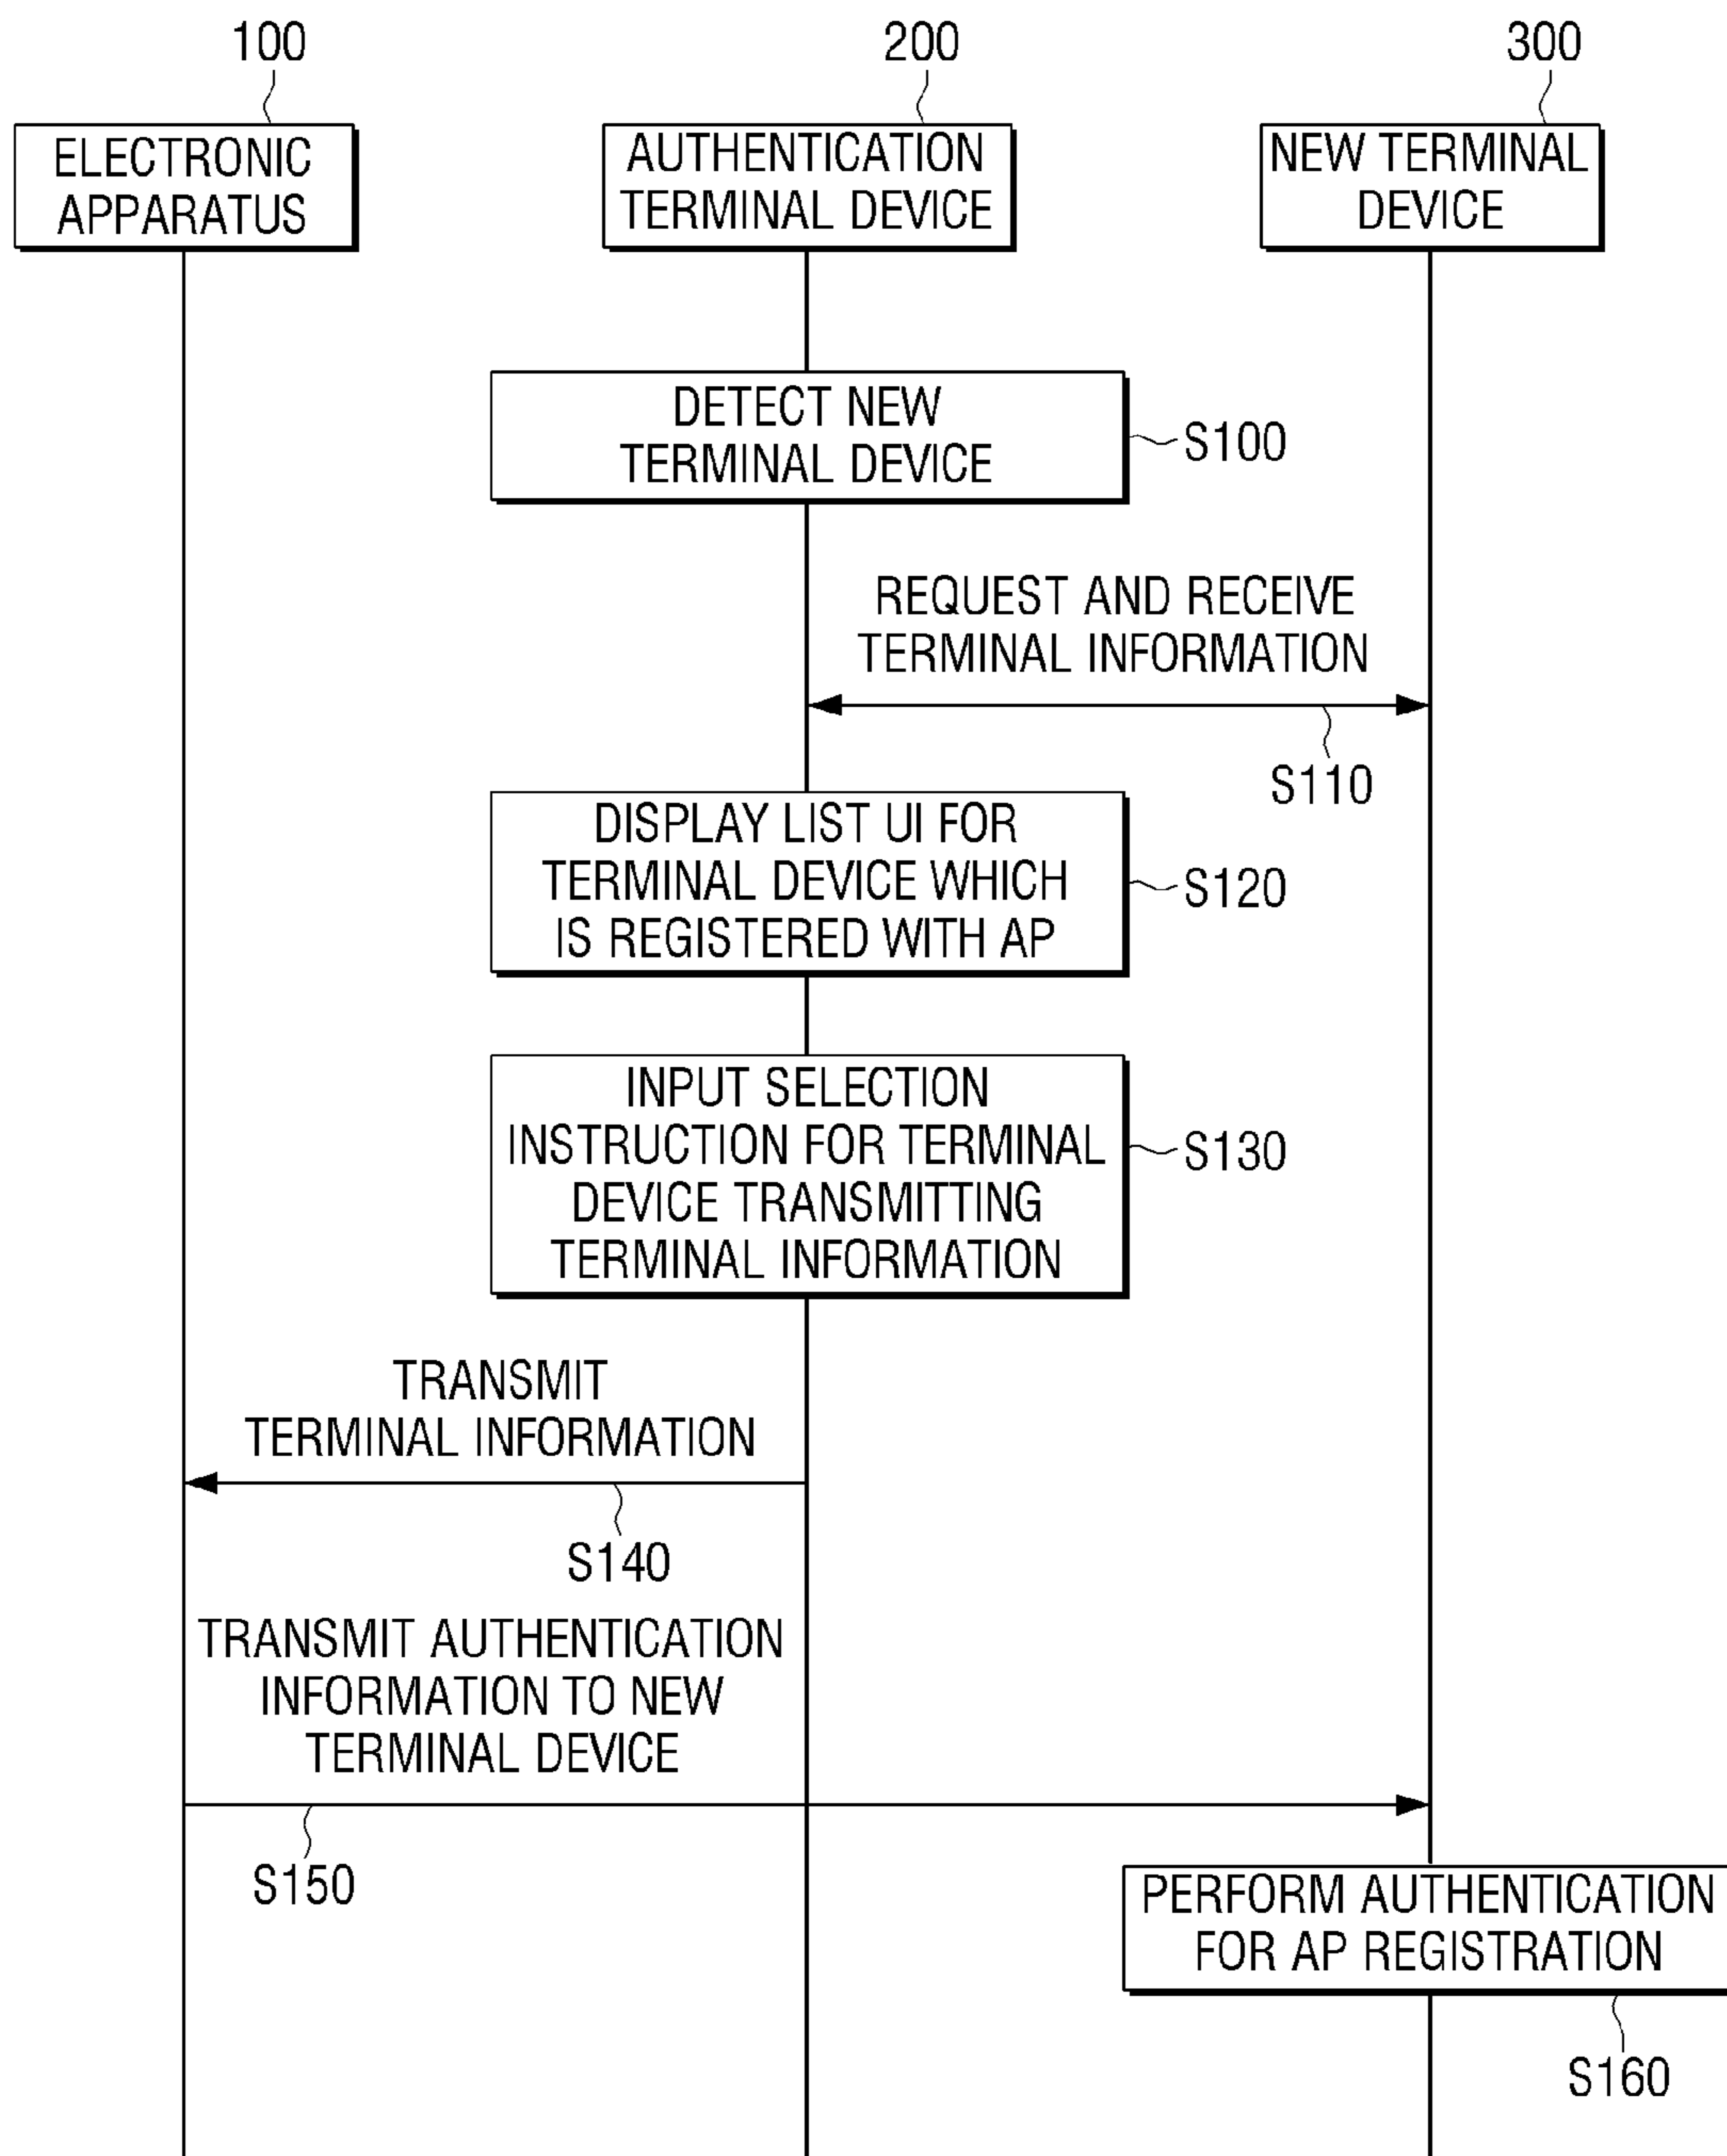 100
200
300
ELECTRONIC
APPARATUS
AUTHENTICATION
TERMINAL DEVICE
NEW TERMINAL
DEVICE
DETECT NEW
TERMINAL DEVICE
S100
REQUEST AND RECEIVE
TERMINAL INFORMATION
S110
DISPLAY LIST UI FOR
TERMINAL DEVICE WHICH
IS REGISTERED WITH AP
S120
INPUT SELECTION
INSTRUCTION FOR TERMINAL
DEVICE TRANSMITTING
TERMINAL INFORMATION
S130
TRANSMIT
TERMINAL INFORMATION
S140
TRANSMIT AUTHENTICATION
INFORMATION TO NEW
TERMINAL DEVICE
S150
PERFORM AUTHENTICATION
FOR AP REGISTRATION
S160